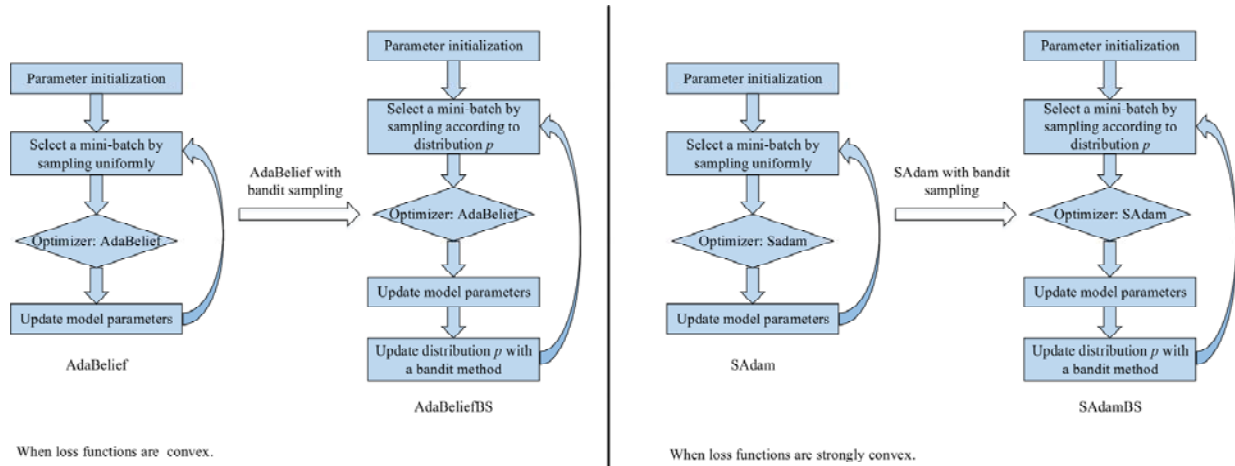 Parameter initialization
Select a mini-batch by
sampling uniformly
Optimizer: AdaBelief
Update model parameters
AdaBelief
AdaBelief with
bandit sampling
Parameter initialization
Select a mini-batch by
sampling according to
distribution p
Optimizer: AdaBelief
Update model parameters
Update distribution p with
a bandit method
AdaBeliefBS
When loss functions are convex.
Parameter initialization
Select a mini-batch by
sampling uniformly
Optimizer: Sadam
Update model parameters
SAdam
SAdam with bandit
sampling
Parameter initialization
Select a mini-batch by
sampling according to
distribution p
Optimizer: SAdam
Update model parameters
Update distribution p with
a bandit method
SAdamBS
When loss functions are strongly convex.